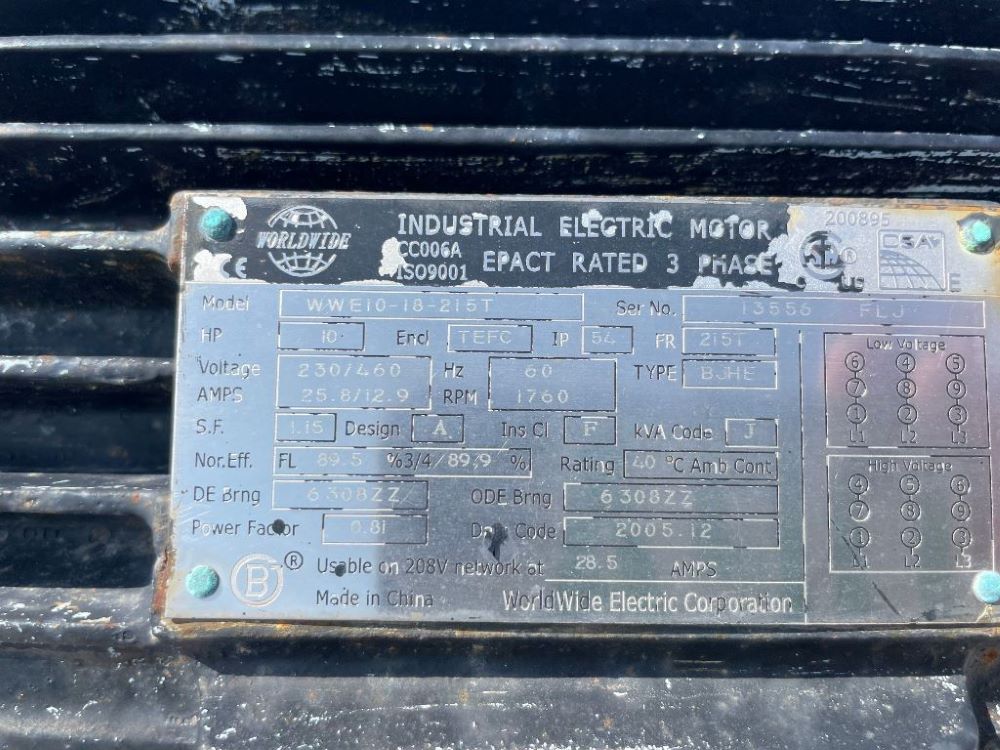 WORLDWIDE
CE
INDUSTRIAL ELECTRIC MOTOR
CC006A
ISO9001 EPACT RATED 3 PHASE
200895
CSA
E
Model WWE10-18-215T Ser No. 13556 FLJ
HP 10 Encl TEFC IP 54 FR 215T
Voltage 230/460 Hz 60 TYPE BJHE
AMPS 25.8/12.9 RPM 1760
S.F. 1.15 Design A Ins Cl F kVA Code J
Nor.Eff. FL 89.5 %3/4/89.9 % Rating 40 °C Amb Cont
DE Brng 6308ZZ ODE Brng 6308ZZ
Power Factor 0.81 Date Code 2005.12
B ® Usable on 208V network at 28.5 AMPS
Made in China WorldWide Electric Corporation
Low Voltage
6 4 5
7 8 9
1 2 3
L1 L2 L3
High Voltage
4 5 6
7 8 9
1 2 3
L1 L2 L3